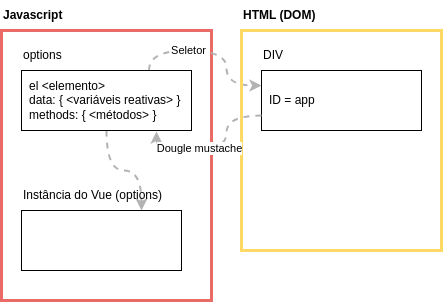 Javascript
HTML (DOM)
options
Seletor
DIV
el <elemento>
data: { <variáveis reativas> }
methods: { <métodos> }
ID = app
Dougle mustache
Instância do Vue (options)